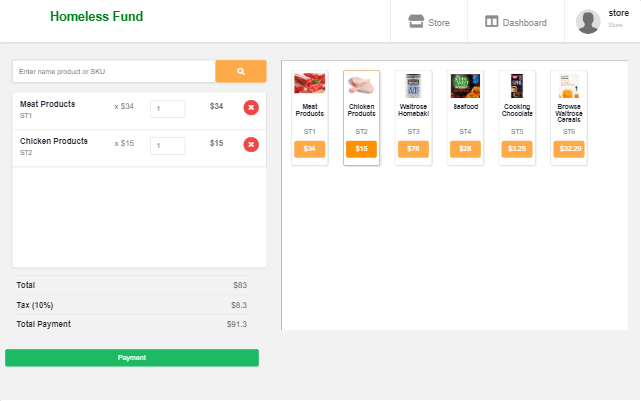 Homeless Fund
Store
Dashboard
store
Store
Enter name product or SKU
Meat Products
ST1
x $34
1
$34
Chicken Products
ST2
x $15
1
$15
Total
$83
Tax (10%)
$8.3
Total Payment
$91.3
Payment
Meat
Products
ST1
$34
Chicken
Products
ST2
$15
Waitrose
Homebaki
ST3
$78
Seafood
ST4
$28
Cooking
Chocolate
ST5
$3.29
Browse
Waitrose
Cereals
ST6
$32.29